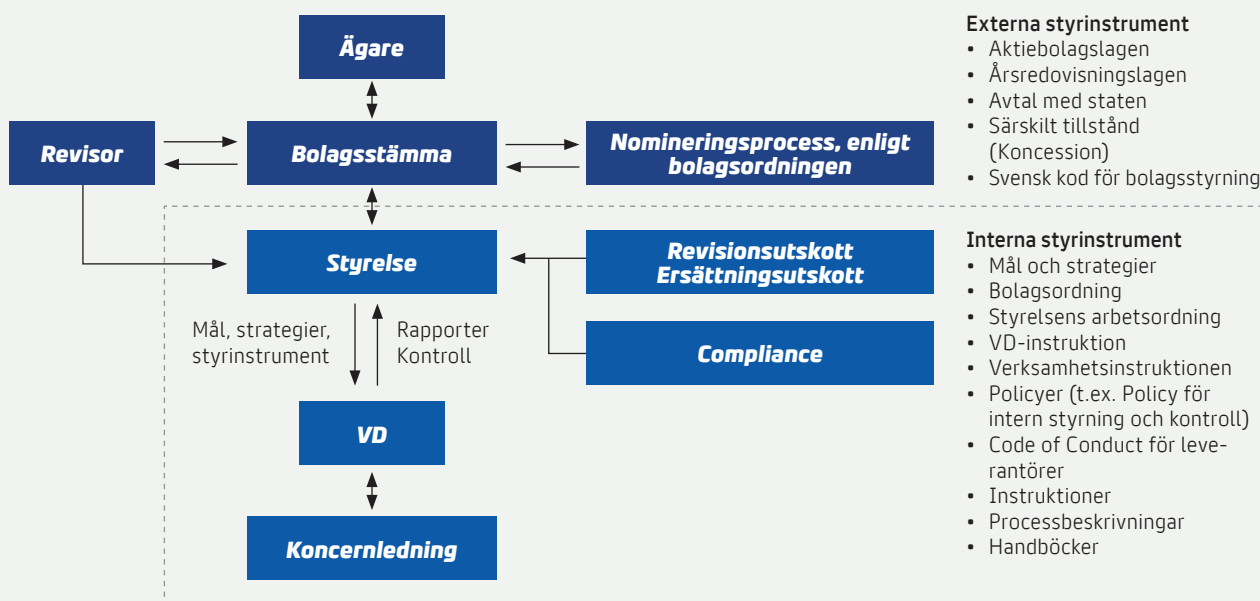 Ägare
Revisor
Bolagsstämma
Nomineringsprocess, enligt
bolagsordningen
Styrelse
Revisionsutskott
Ersättningsutskott
Mål, strategier,
styrinstrument
Rapporter
Kontroll
Compliance
VD
Koncernledning
Externa styrinstrument
• Aktiebolagslagen
• Årsredovisningslagen
• Avtal med staten
• Särskilt tillstånd
(Koncession)
• Svensk kod för bolagsstyrning
Interna styrinstrument
• Mål och strategier
• Bolagsordning
• Styrelsens arbetsordning
• VD-instruktion
• Verksamhetsinstruktionen
• Policyer (t.ex. Policy för
intern styrning och kontroll)
• Code of Conduct för leve-
rantörer
• Instruktioner
• Processbeskrivningar
• Handböcker